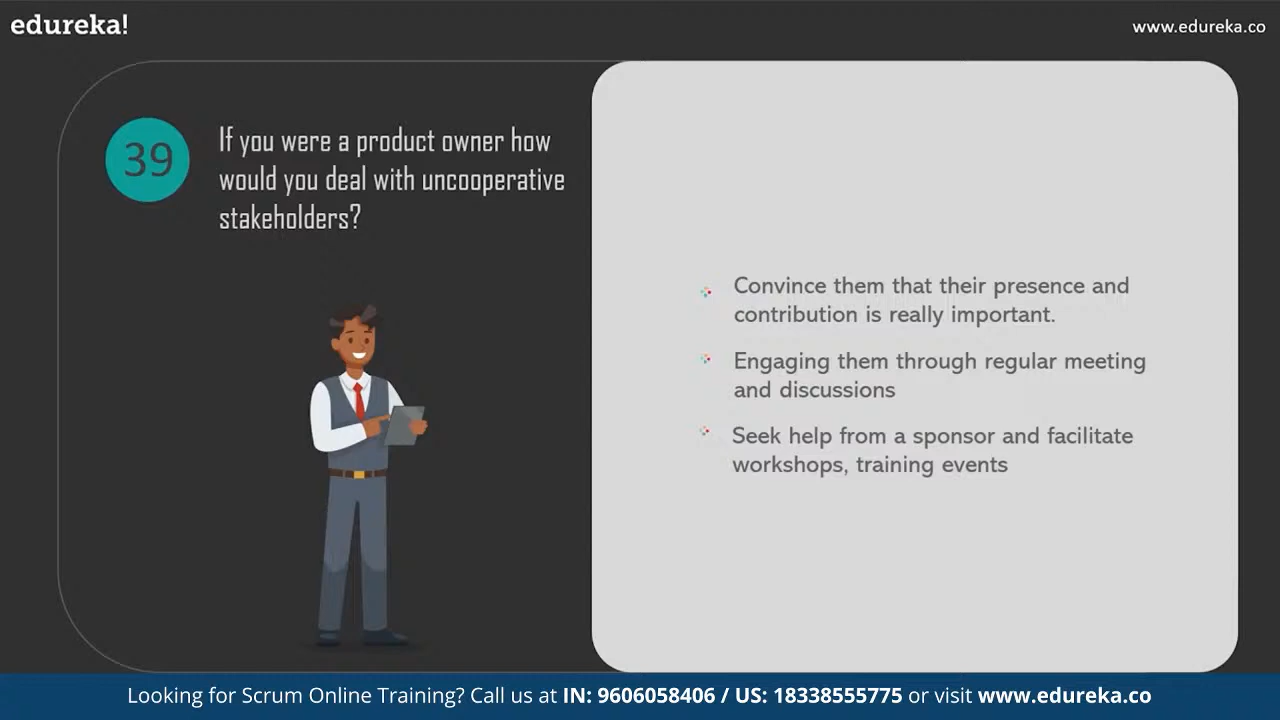 edureka!
www.edureka.co
39
If you were a product owner how
would you deal with uncooperative
stakeholders?
Convince them that their presence and
contribution is really important.
Engaging them through regular meeting
and discussions
Seek help from a sponsor and facilitate
workshops, training events
Looking for Scrum Online Training? Call us at IN: 9606058406 / US: 18338555775 or visit www.edureka.co